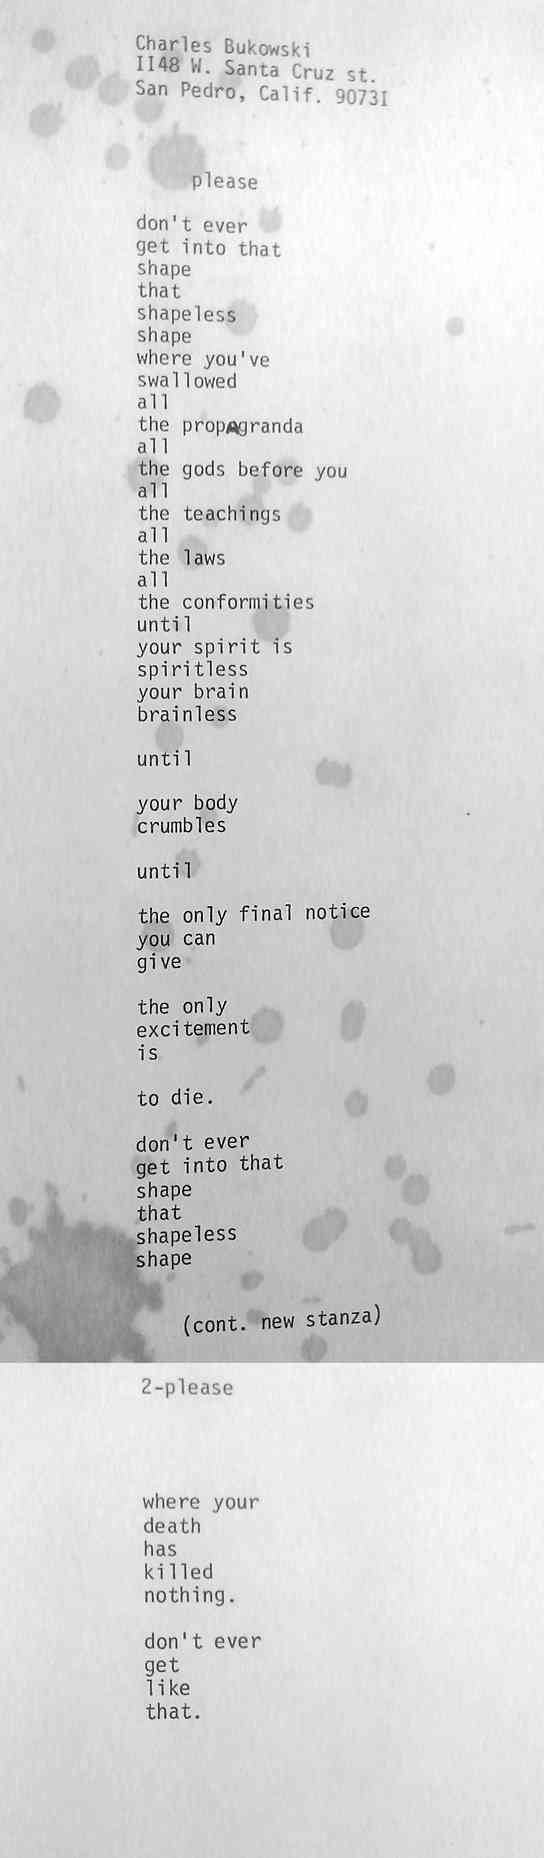 Charles Bukowski
II48 W. Santa Cruz st.
San Pedro, Calif. 9073I
please
don't ever
get into that
shape
that
shapeless
shape
where you've
swallowed
all
the propagranda
all
the gods before you
all
the teachings
all
the laws
all
the conformities
until
your spirit is
spiritless
your brain
brainless
until
your body
crumbles
until
the only final notice
you can
give
the only
excitement
is
to die.
don't ever
get into that
shape
that
shapeless
shape
(cont. new stanza)
2-please
where your
death
has
killed
nothing.
don't ever
get
like
that.